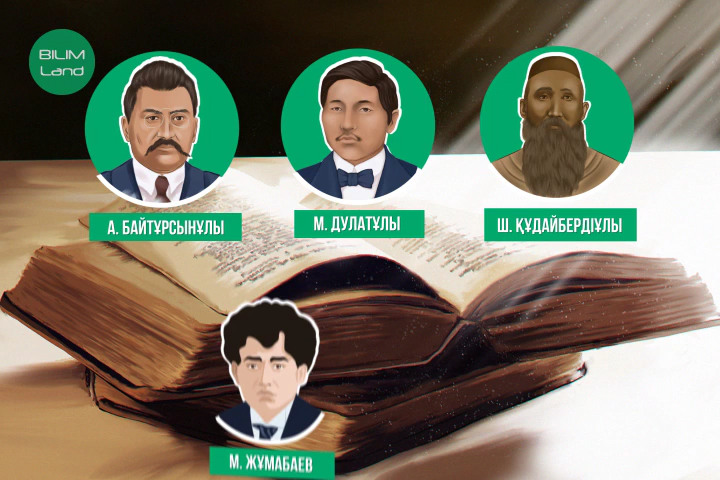 BILIM
Land
А. БАЙТҰРСЫНҰЛЫ
М. ДУЛАТҰЛЫ
Ш. ҚҰДАЙБЕРДІҰЛЫ
М. ЖҰМАБАЕВ